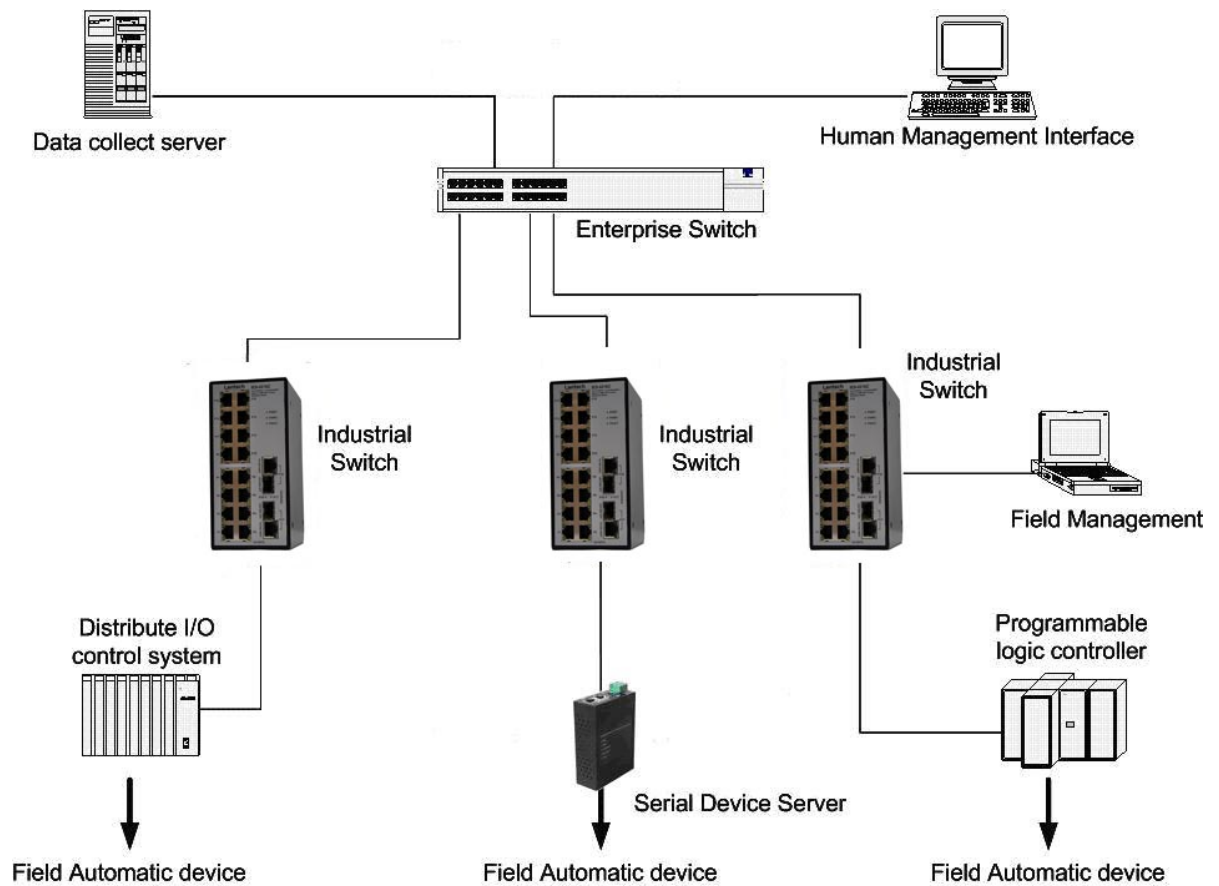 Data collect server
Human Management Interface
Enterprise Switch
Industrial
Switch
Industrial
Switch
Industrial
Switch
Field Management
Distribute I/O
control system
Programmable
logic controller
Serial Device Server
Field Automatic device
Field Automatic device
Field Automatic device